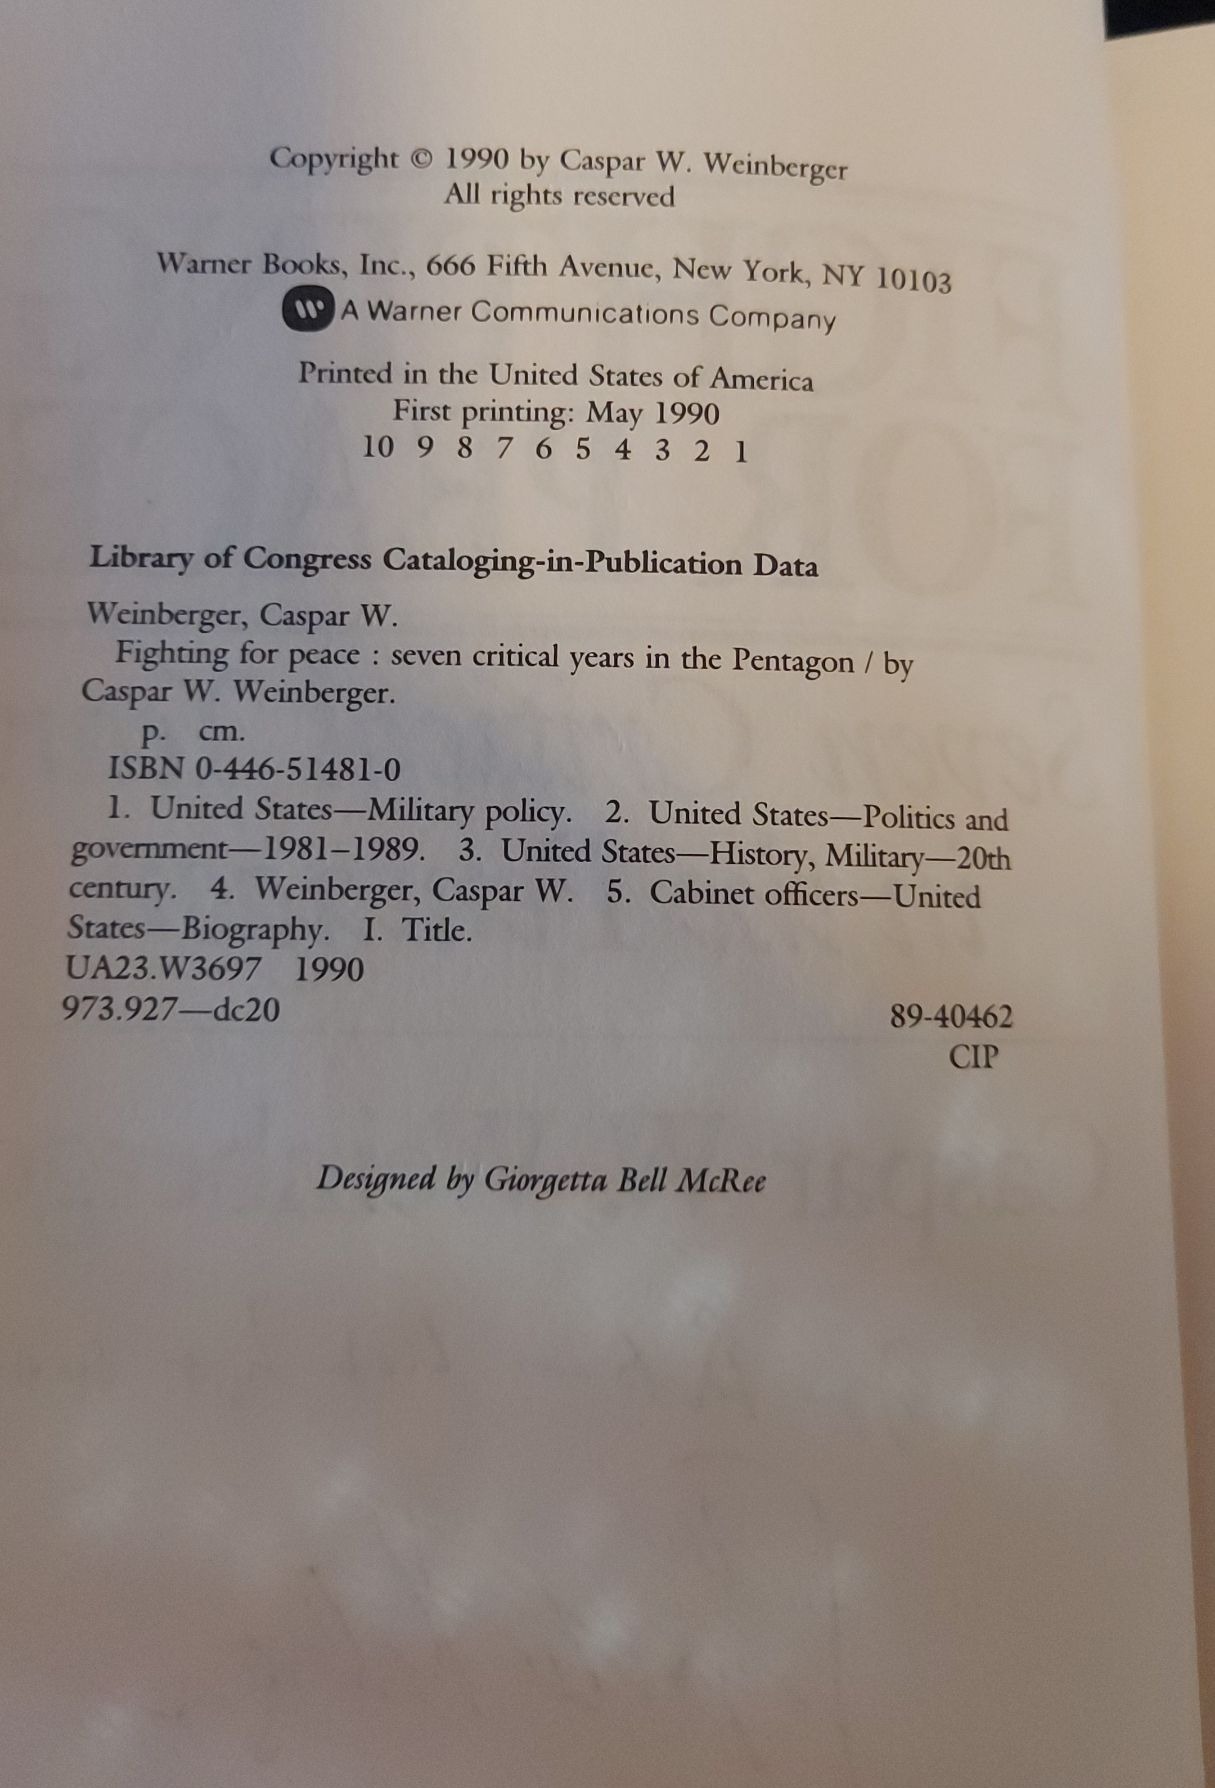 Copyright © 1990 by Caspar W. Weinberger
All rights reserved
Warner Books, Inc., 666 Fifth Avenue, New York, NY 10103
W A Warner Communications Company
Printed in the United States of America
First printing: May 1990
10 9 8 7 6 5 4 3 2 1
Library of Congress Cataloging-in-Publication Data
Weinberger, Caspar W.
Fighting for peace : seven critical years in the Pentagon / by
Caspar W. Weinberger.
p. cm.
ISBN 0-446-51481-0
1. United States—Military policy. 2. United States—Politics and
government—1981–1989. 3. United States—History, Military—20th
century. 4. Weinberger, Caspar W. 5. Cabinet officers—United
States—Biography. I. Title.
UA23.W3697 1990
973.927—dc20
89-40462
CIP
Designed by Giorgetta Bell McRee